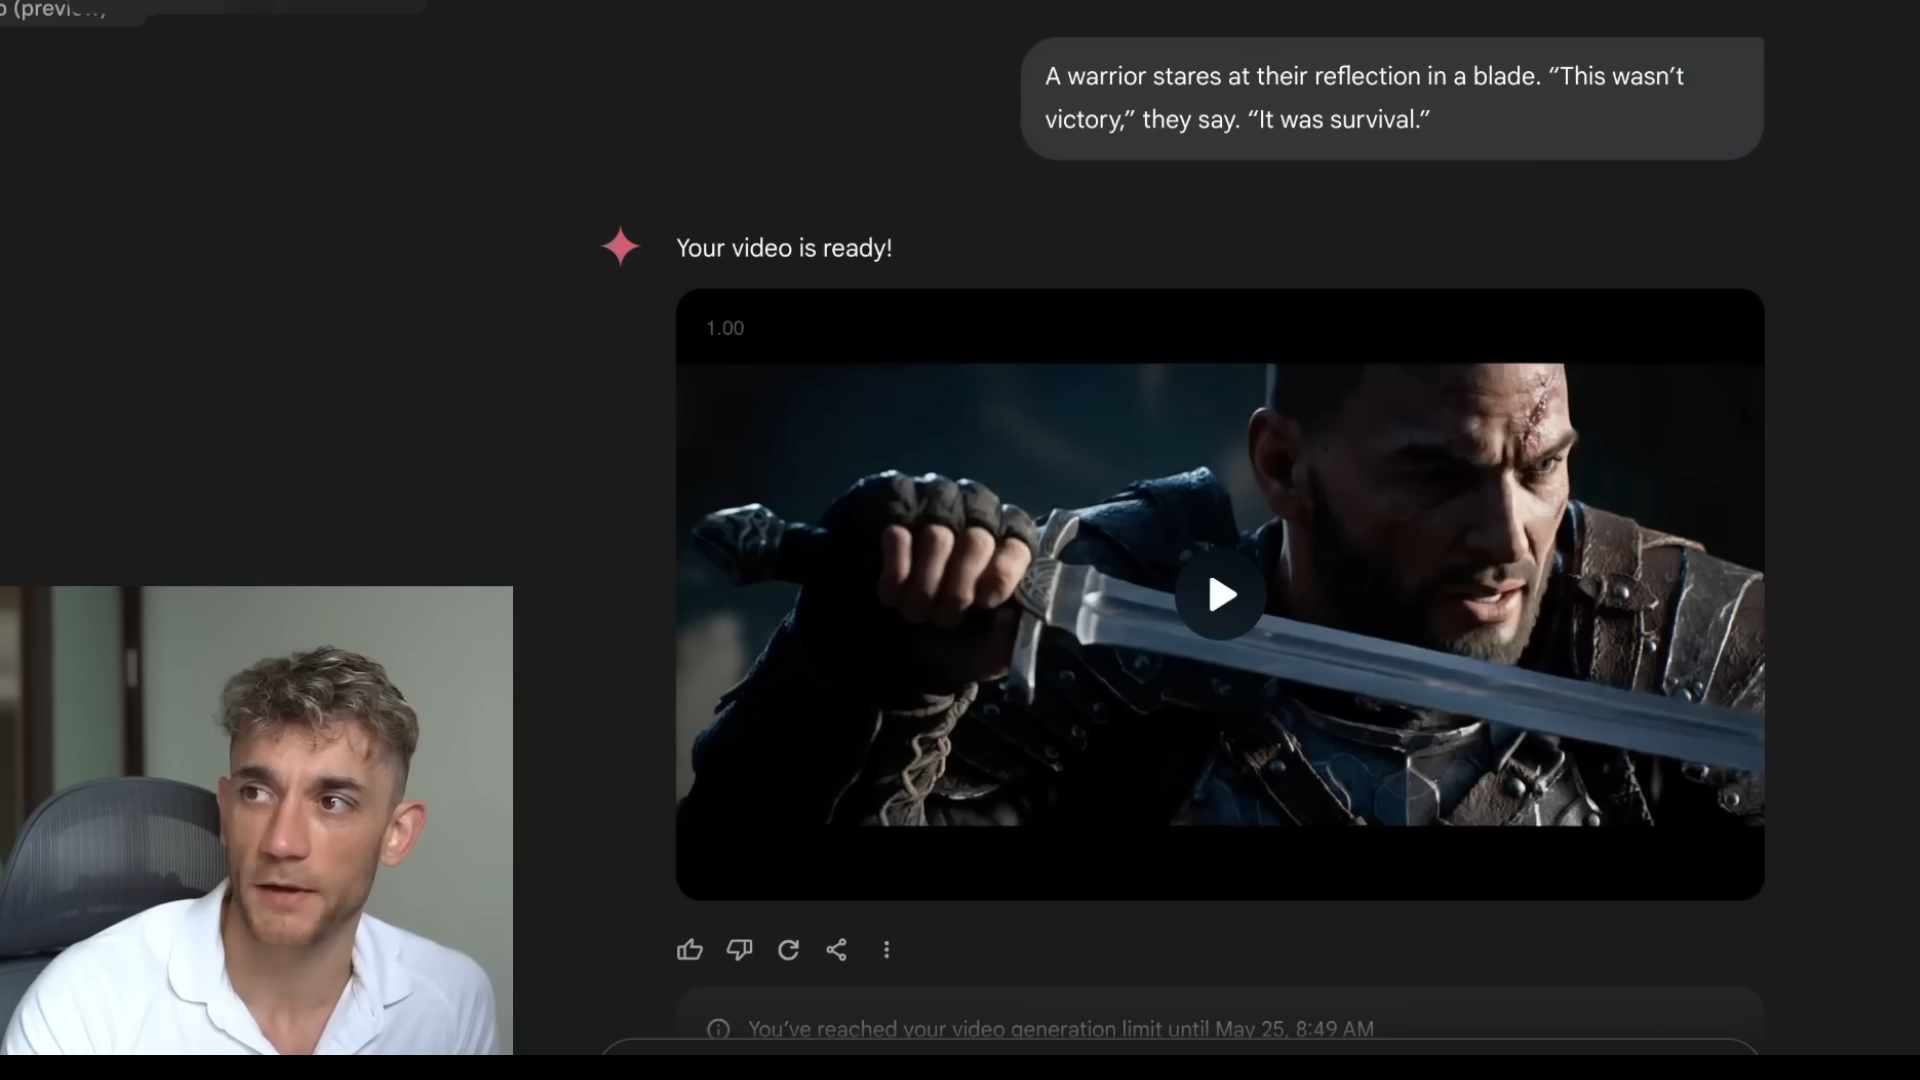 (previ
A warrior stares at their reflection in a blade. “This wasn’t
victory,” they say. “It was survival.”
Your video is ready!
1.00
You’ve reached your video generation limit until May 25, 8:49 AM